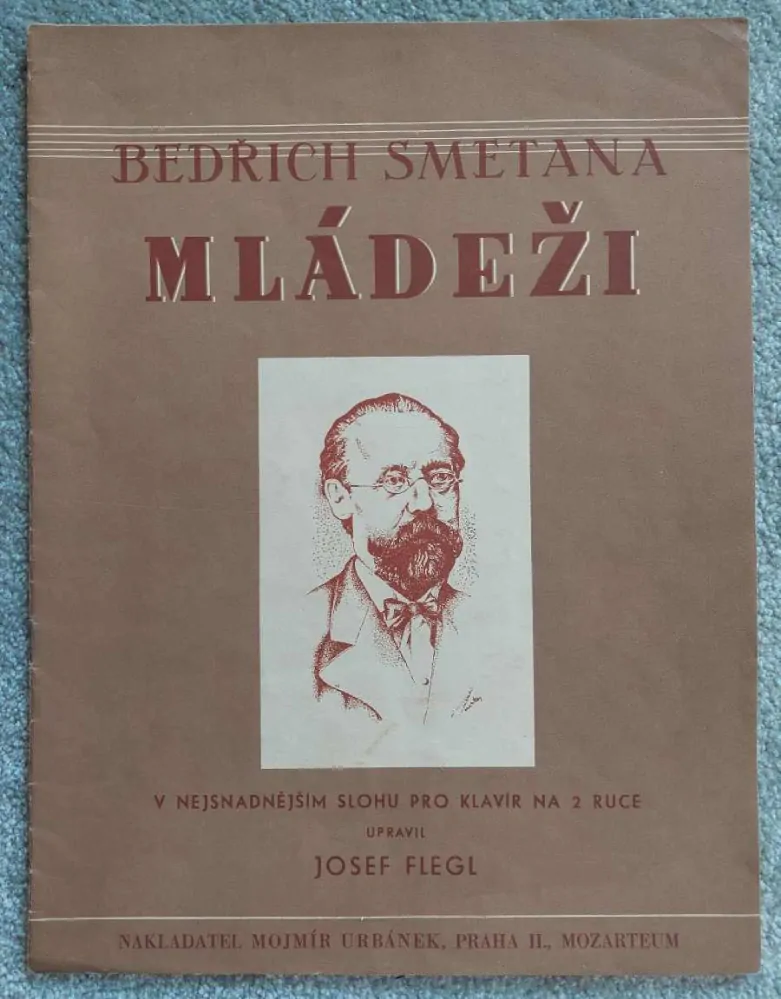 BEDŘICH SMETANA
MLÁDEŽI
V NEJSNADNĚJŠÍM SLOHU PRO KLAVÍR NA 2 RUCE
UPRAVIL
JOSEF FLEGL
NAKLADATEL MOJMÍR URBÁNEK, PRAHA II., MOZARTEUM